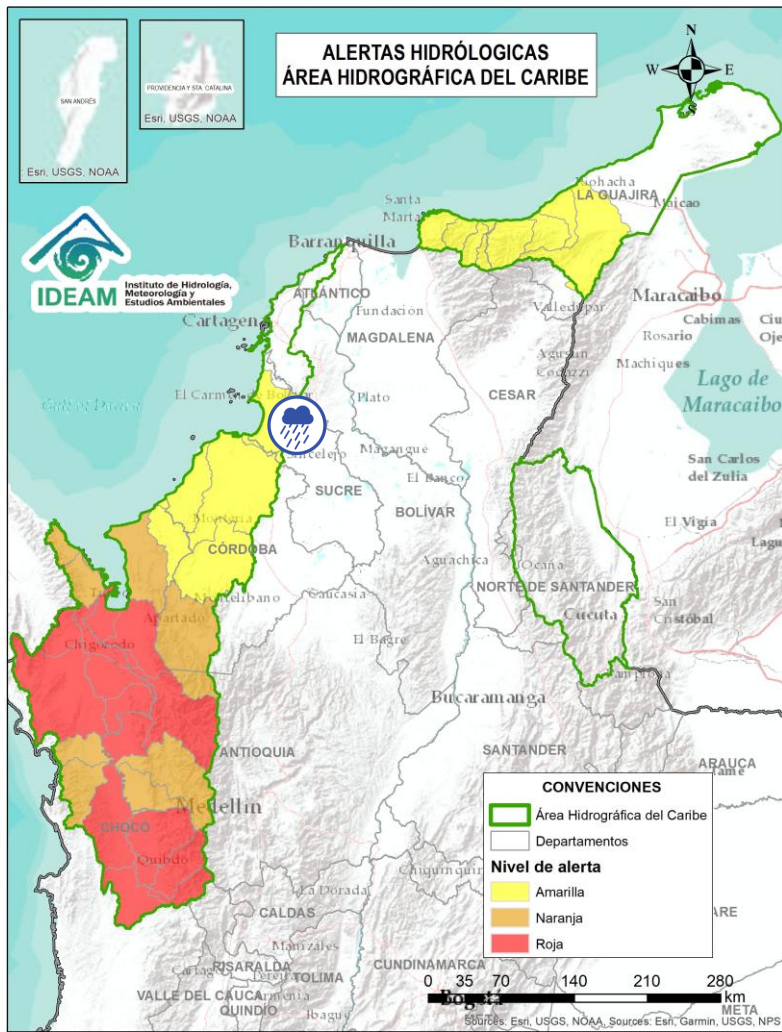 ALERTAS HIDRÓLOGICAS
ÁREA HIDROGRÁFICA DEL CARIBE
N
W
E
S
SAN ANDRÉS
Esri, USGS, NOAA
PROVIDENCIA Y STA. CATALINA
Esri, USGS, NOAA
IDEAM
Instituto de Hidrología,
Meteorología y
Estudios Ambientales
Santa
Marta
LA GUAJIRA
Maicao
Barranquilla
ATLÁNTICO
Fundación
Valledupar
Maracaibo
Cabimas
Rosario
Machiques
Cartagena
MAGDALENA
Agustín
Codazzi
CESAR
Lago de
Maracaibo
El Carmen de Bolívar
Plato
Magangue
SUCRE
El Banco
BOLÍVAR
San Carlos
del Zulia
El Vigía
Montería
CÓRDOBA
Aguachica
Ocaña
NORTE DE SANTANDER
Montelibano
Caucasia
Cucuta
San
Cristóbal
Apartado
El Bagre
Chigorodo
Bucaramanga
ANTIOQUIA
SANTANDER
ARAUCA
Medellín
CHOCÓ
Quibdo
La Dorada
CALDAS
Manizales
RISARALDA
TOLIMA
CUNDINAMARCA
VALLE DEL CAUCA
QUINDÍO
Ibague
META
CONVENCIONES
Área Hidrográfica del Caribe
Departamentos
Nivel de alerta
Amarilla
Naranja
Roja
0 35 70 140 210 280
km
Sources: Esri, USGS, NOAA, Sources: Esri, Garmin, USGS, NPS